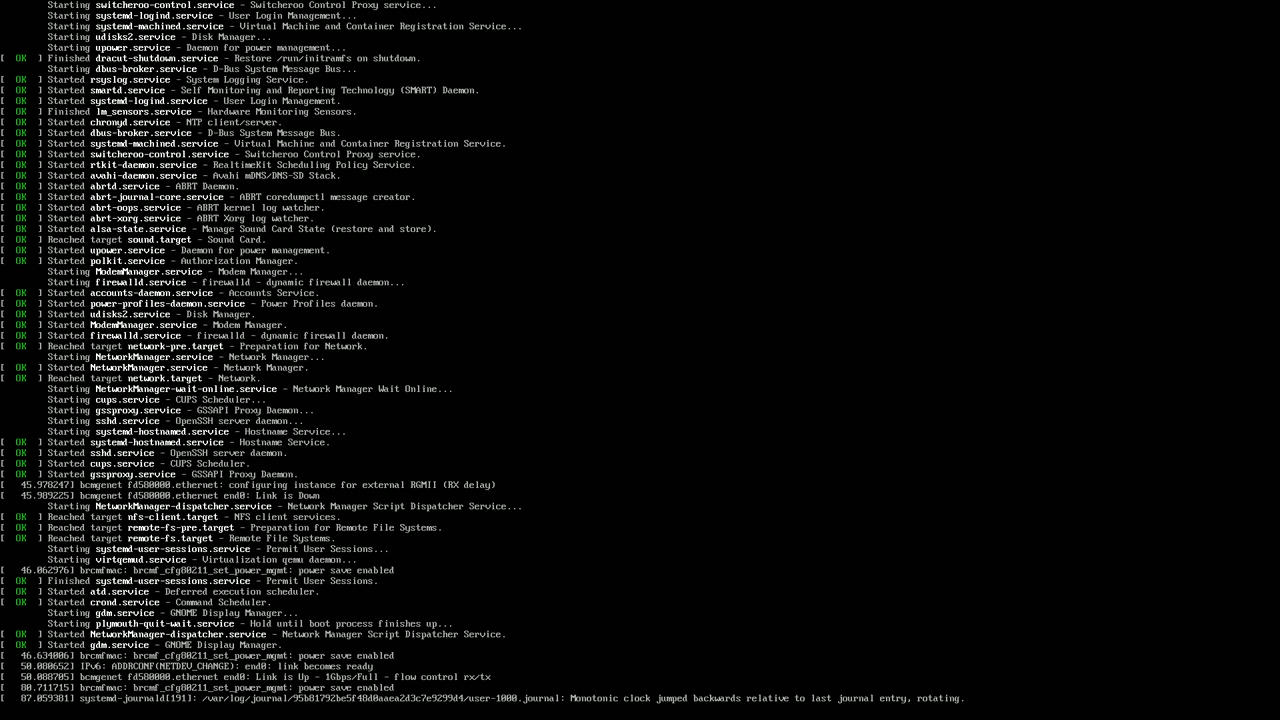 Starting switcheroo-control.service - Switcheroo Control Proxy service...
Starting systemd-logind.service - User Login Management...
Starting systemd-machined.service - Virtual Machine and Container Registration Service...
Starting udisks2.service - Disk Manager...
Starting upower.service - Daemon for power management...
[  OK  ] Finished dracut-shutdown.service - Restore /run/initramfs on shutdown.
Starting dbus-broker.service - D-Bus System Message Bus...
[  OK  ] Started rsyslog.service - System Logging Service.
[  OK  ] Started smartd.service - Self Monitoring and Reporting Technology (SMART) Daemon.
[  OK  ] Started systemd-logind.service - User Login Management.
[  OK  ] Finished lm_sensors.service - Hardware Monitoring Sensors.
[  OK  ] Started chronyd.service - NTP client/server.
[  OK  ] Started dbus-broker.service - D-Bus System Message Bus.
[  OK  ] Started systemd-machined.service - Virtual Machine and Container Registration Service.
[  OK  ] Started switcheroo-control.service - Switcheroo Control Proxy service.
[  OK  ] Started rtkit-daemon.service - RealtimeKit Scheduling Policy Service.
[  OK  ] Started avahi-daemon.service - Avahi mDNS/DNS-SD Stack.
[  OK  ] Started abrtd.service - ABRT Daemon.
[  OK  ] Started abrt-journal-core.service - ABRT coredumpctl message creator.
[  OK  ] Started abrt-oops.service - ABRT kernel log watcher.
[  OK  ] Started abrt-xorg.service - ABRT Xorg log watcher.
[  OK  ] Started alsa-state.service - Manage Sound Card State (restore and store).
[  OK  ] Reached target sound.target - Sound Card.
[  OK  ] Started upower.service - Daemon for power management.
[  OK  ] Started polkit.service - Authorization Manager.
Starting ModemManager.service - Modem Manager...
Starting firewalld.service - firewalld - dynamic firewall daemon...
[  OK  ] Started accounts-daemon.service - Accounts Service.
[  OK  ] Started power-profiles-daemon.service - Power Profiles daemon.
[  OK  ] Started udisks2.service - Disk Manager.
[  OK  ] Started ModemManager.service - Modem Manager.
[  OK  ] Started firewalld.service - firewalld - dynamic firewall daemon.
[  OK  ] Reached target network-pre.target - Preparation for Network.
Starting NetworkManager.service - Network Manager...
[  OK  ] Started NetworkManager.service - Network Manager.
[  OK  ] Reached target network.target - Network.
Starting NetworkManager-wait-online.service - Network Manager Wait Online...
Starting cups.service - CUPS Scheduler...
Starting gssproxy.service - GSSAPI Proxy Daemon...
Starting sshd.service - OpenSSH server daemon...
Starting systemd-hostnamed.service - Hostname Service...
[  OK  ] Started systemd-hostnamed.service - Hostname Service.
[  OK  ] Started sshd.service - OpenSSH server daemon.
[  OK  ] Started cups.service - CUPS Scheduler.
[  OK  ] Started gssproxy.service - GSSAPI Proxy Daemon.
[   45.978247] bcmgenet fd580000.ethernet: configuring instance for external RGMII (RX delay)
[   45.989225] bcmgenet fd580000.ethernet end0: Link is Down
Starting NetworkManager-dispatcher.service - Network Manager Script Dispatcher Service...
[  OK  ] Reached target nfs-client.target - NFS client services.
[  OK  ] Reached target remote-fs-pre.target - Preparation for Remote File Systems.
[  OK  ] Reached target remote-fs.target - Remote File Systems.
Starting systemd-user-sessions.service - Permit User Sessions...
Starting virtqemud.service - Virtualization qemu daemon...
[   46.062976] brcmfmac: brcmf_cfg80211_set_power_mgmt: power save enabled
[  OK  ] Finished systemd-user-sessions.service - Permit User Sessions.
[  OK  ] Started atd.service - Deferred execution scheduler.
[  OK  ] Started crond.service - Command Scheduler.
Starting gdm.service - GNOME Display Manager...
Starting plymouth-quit-wait.service - Hold until boot process finishes up...
[  OK  ] Started NetworkManager-dispatcher.service - Network Manager Script Dispatcher Service.
[  OK  ] Started gdm.service - GNOME Display Manager.
[   46.634006] brcmfmac: brcmf_cfg80211_set_power_mgmt: power save enabled
[   50.080652] IPv6: ADDRCONF(NETDEV_CHANGE): end0: link becomes ready
[   50.088705] bcmgenet fd580000.ethernet end0: Link is Up - 1Gbps/Full - flow control rx/tx
[   80.711715] brcmfmac: brcmf_cfg80211_set_power_mgmt: power save enabled
[   87.059381] systemd-journald[191]: /var/log/journal/95b81792be5f48d0aaea2d3c7e9299d4/user-1000.journal: Monotonic clock jumped backwards relative to last journal entry, rotating.